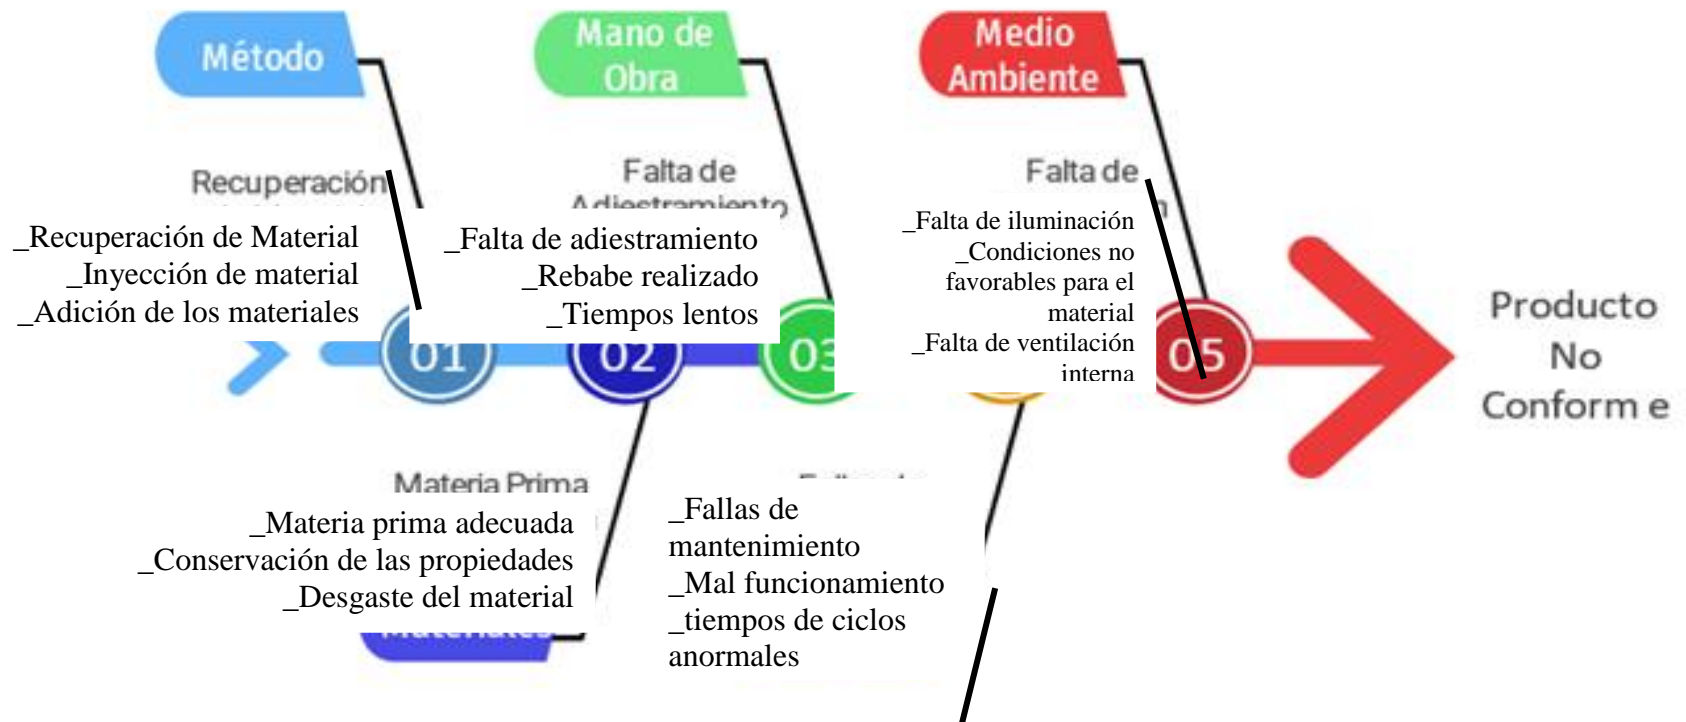 Método
Mano de
Obra
Medio
Ambiente
Recuperación
_Recuperación de Material
_Inyección de material
_Adición de los materiales
Falta de
Adiestramiento
_Falta de adiestramiento
_Rebabe realizado
_Tiempos lentos
Falta de
_Falta de iluminación
_Condiciones no
favorables para el
material
_Falta de ventilación
interna
01
02
03
05
Producto
No
Conform e
Materia Prima
_Materia prima adecuada
_Conservación de las propiedades
_Desgaste del material
Materiales
_Fallas de
mantenimiento
_Mal funcionamiento
_tiempos de ciclos
anormales